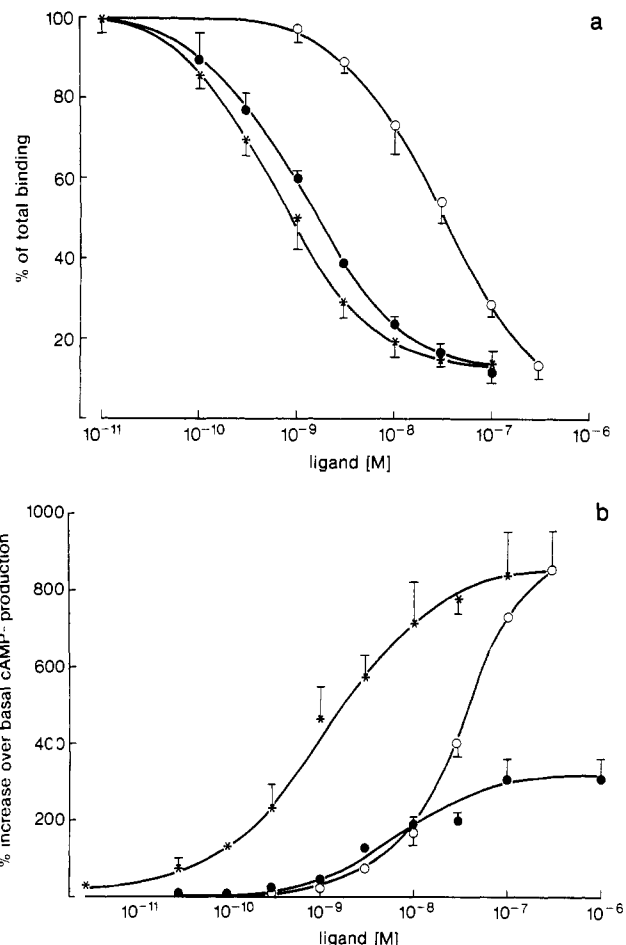 a
100
80
60
40
20
% of total binding
10⁻¹¹ 10⁻¹⁰ 10⁻⁹ 10⁻⁸ 10⁻⁷ 10⁻⁶
ligand [M]
b
1000
800
600
400
200
% increase over basal cAMP-production
10⁻¹¹ 10⁻¹⁰ 10⁻⁹ 10⁻⁸ 10⁻⁷ 10⁻⁶
ligand [M]